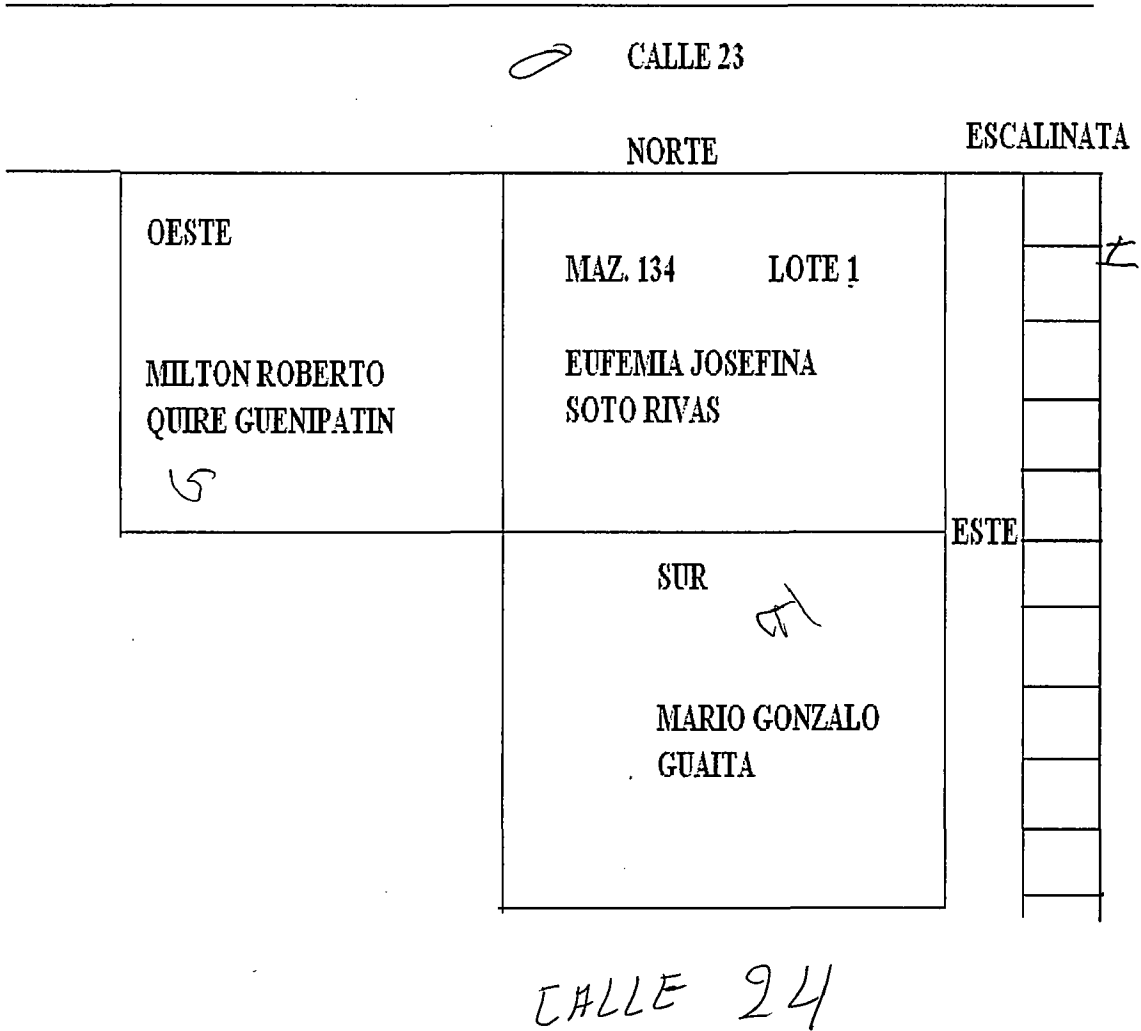 CALLE 23
NORTE
ESCALINATA
OESTE
MAZ. 134 LOTE 1
MILTON ROBERTO
QUIRE GUENIPATIN
EUFEMIA JOSEFINA
SOTO RIVAS
ESTE
SUR
MARIO GONZALO
GUAITA
CALLE 24